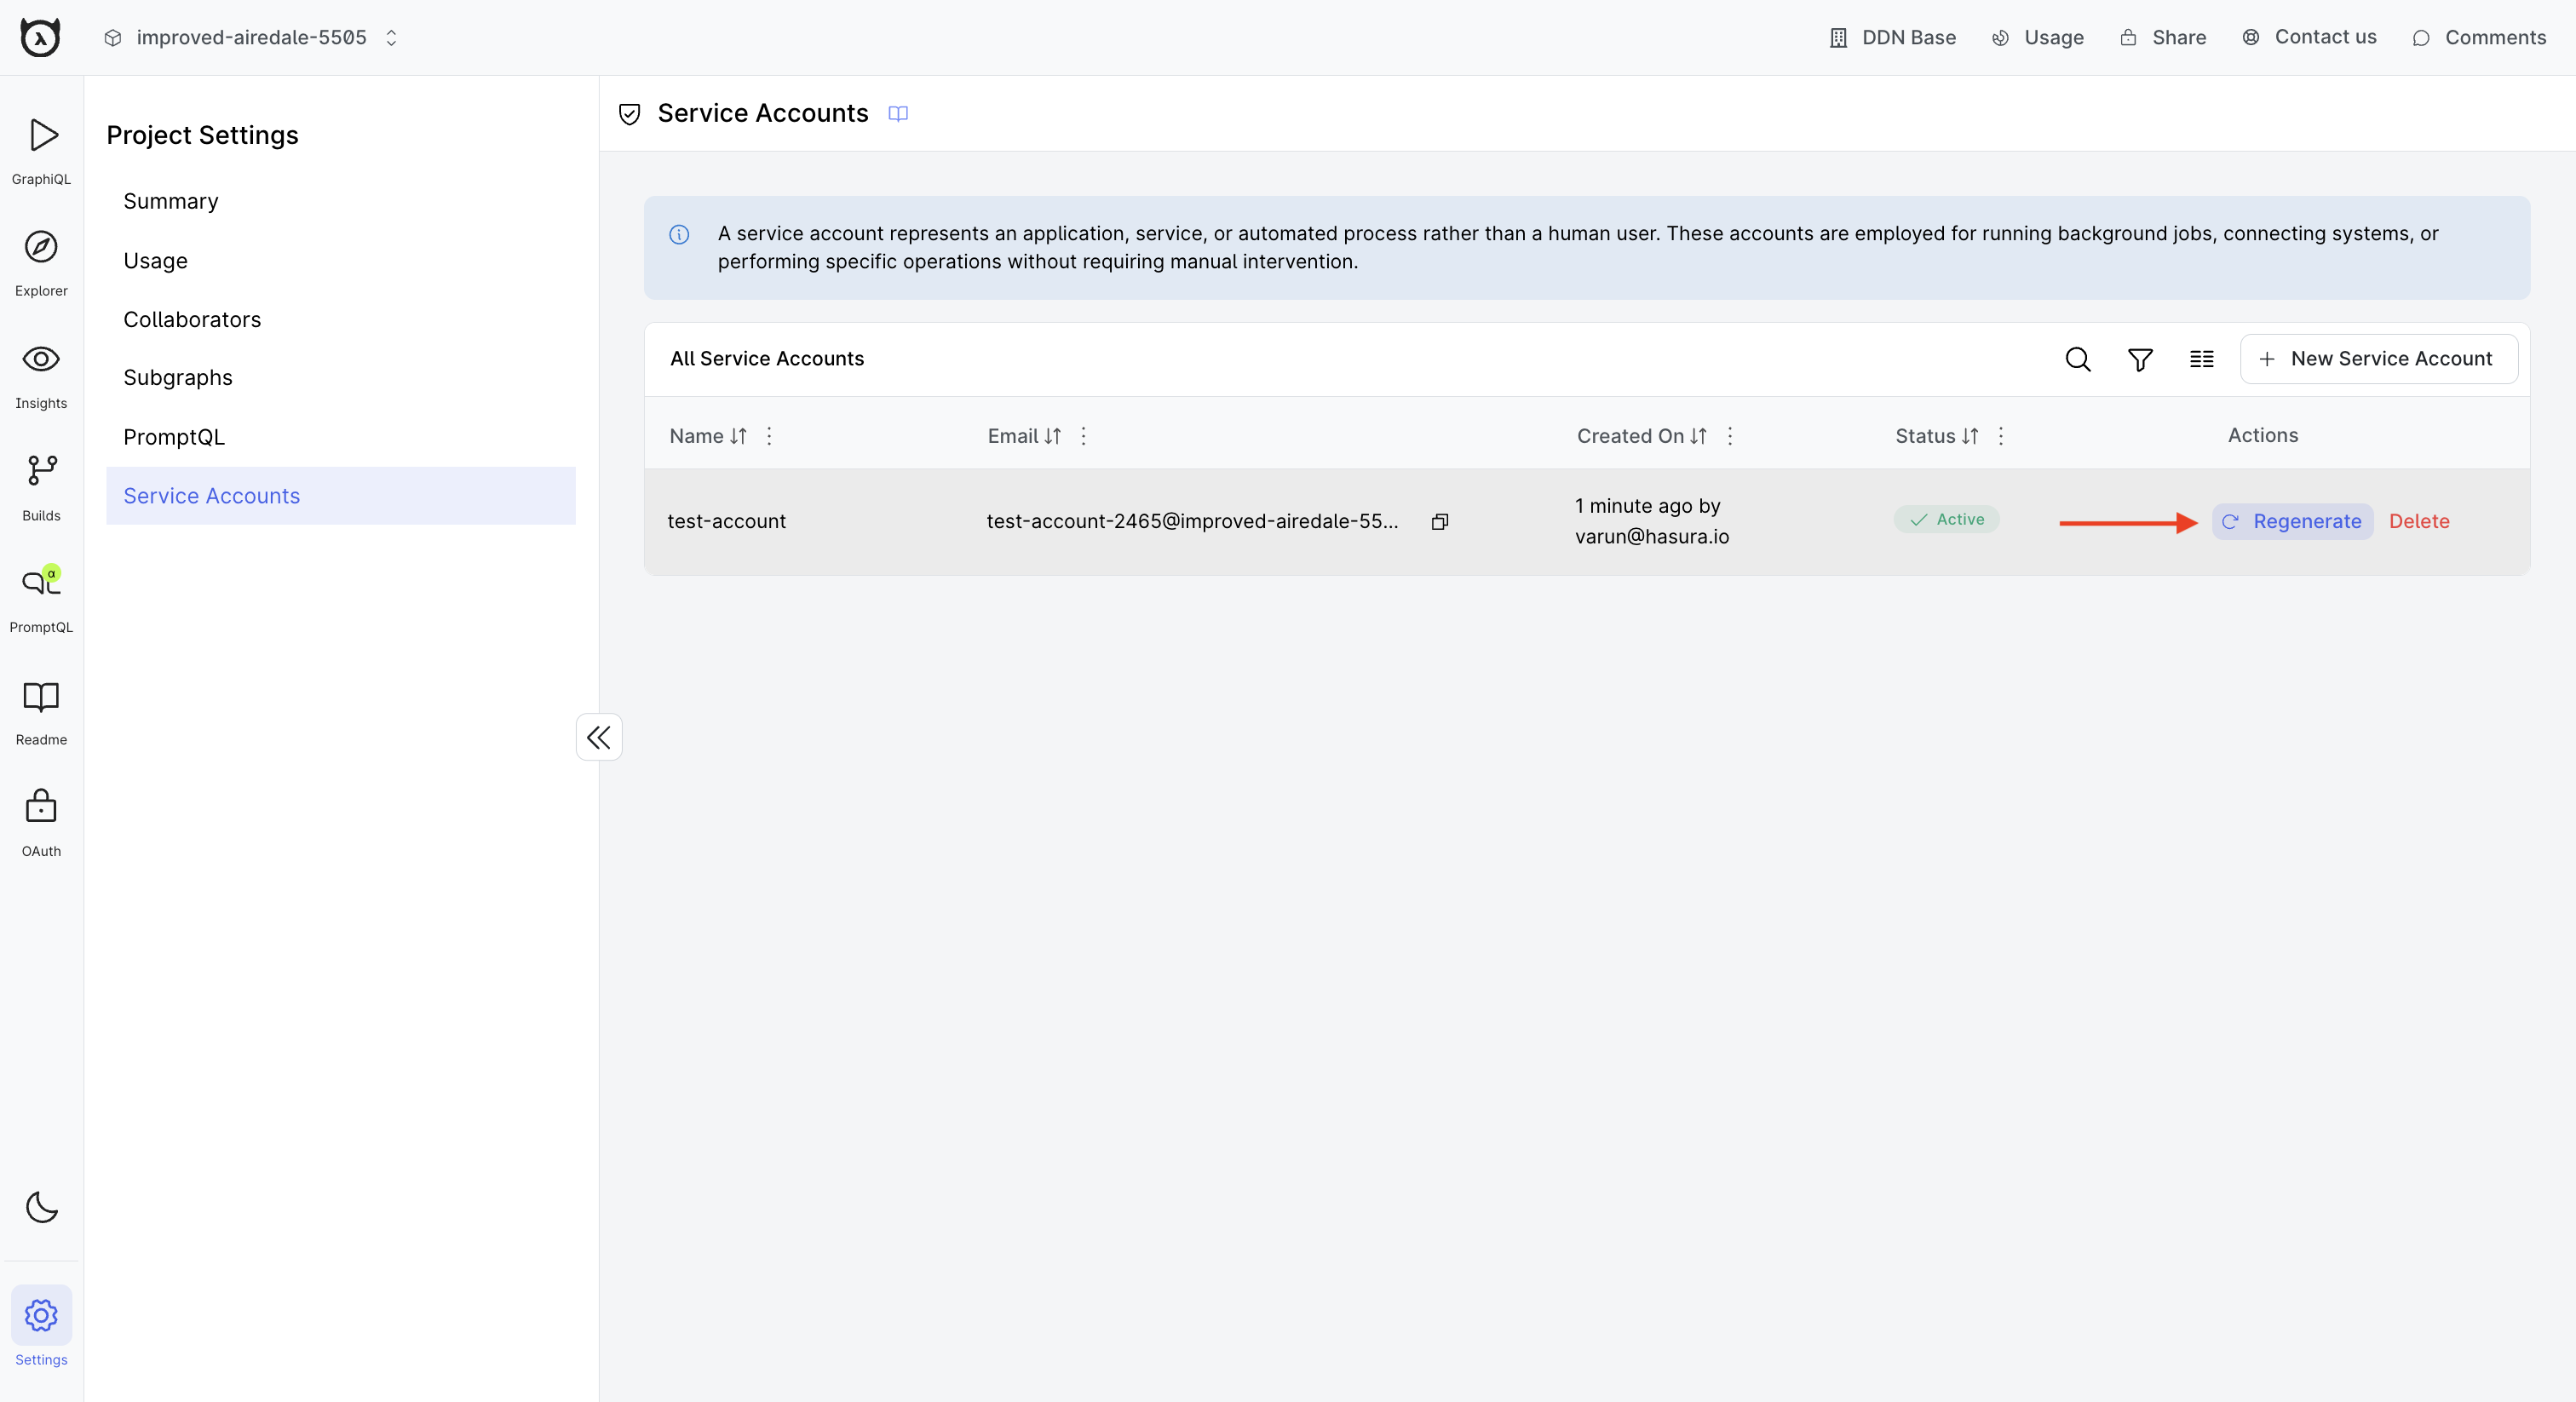 improved-airedale-5505
DDN Base
Usage
Share
Contact us
Comments
GraphiQL
Explorer
Insights
Builds
α
PromptQL
Readme
OAuth
Settings
Project Settings
Summary
Usage
Collaborators
Subgraphs
PromptQL
Service Accounts
Service Accounts
A service account represents an application, service, or automated process rather than a human user. These accounts are employed for running background jobs, connecting systems, or
performing specific operations without requiring manual intervention.
All Service Accounts
New Service Account
Name
Email
Created On
Status
Actions
test-account
test-account-2465@improved-airedale-55...
1 minute ago by
varun@hasura.io
Active
Regenerate
Delete